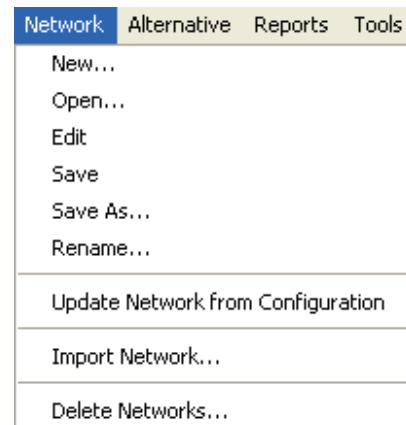 Network Alternative Reports Tools
New...
Open...
Edit
Save
Save As...
Rename...
Update Network from Configuration
Import Network...
Delete Networks...